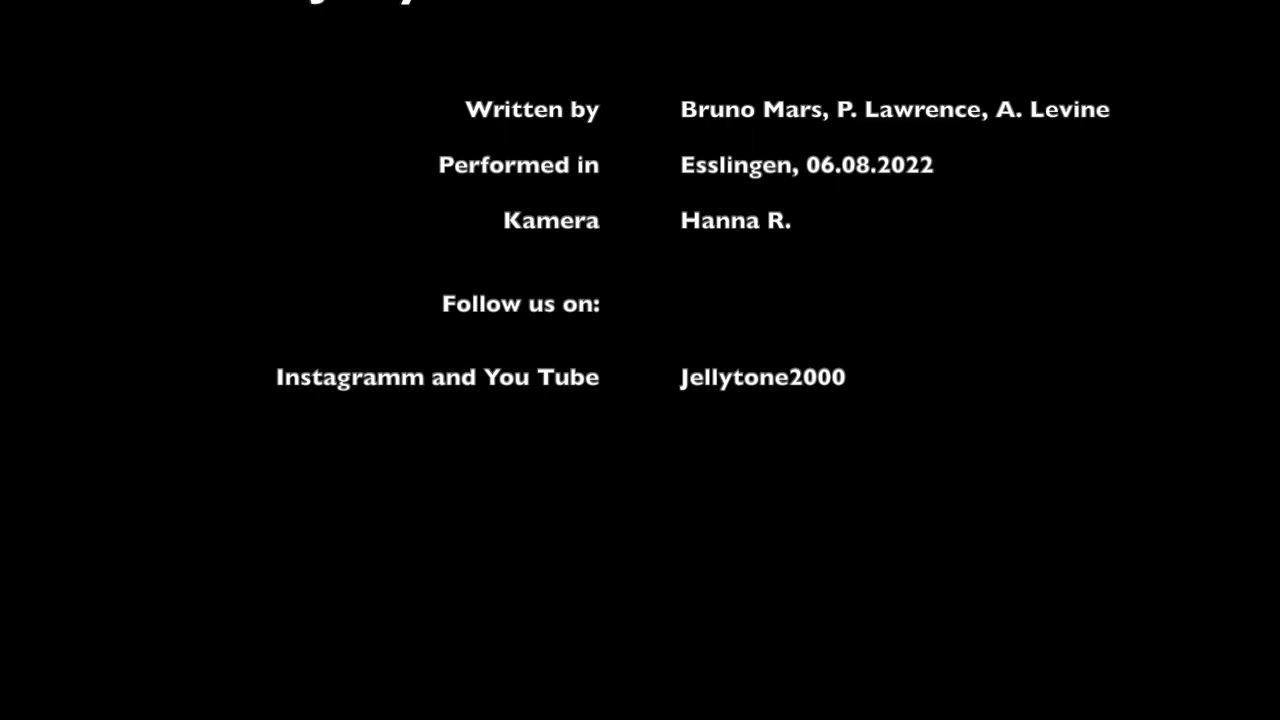 Written by Bruno Mars, P. Lawrence, A. Levine
Performed in Esslingen, 06.08.2022
Kamera Hanna R.
Follow us on:
Instagramm and You Tube Jellytone2000